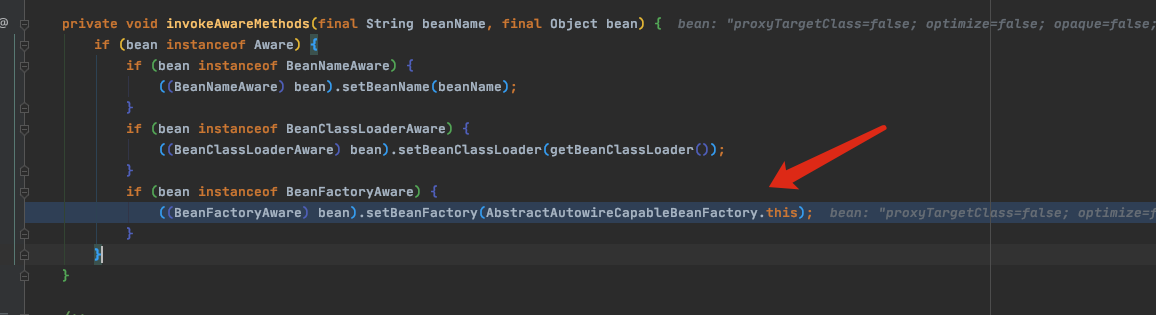 private void invokeAwareMethods(final String beanName, final Object bean) {  bean: "proxyTargetClass=false; optimize=false; opaque=false;
if (bean instanceof Aware) {
if (bean instanceof BeanNameAware) {
((BeanNameAware) bean).setBeanName(beanName);
}
if (bean instanceof BeanClassLoaderAware) {
((BeanClassLoaderAware) bean).setBeanClassLoader(getBeanClassLoader());
}
if (bean instanceof BeanFactoryAware) {
((BeanFactoryAware) bean).setBeanFactory(AbstractAutowireCapableBeanFactory.this);  bean: "proxyTargetClass=false; optimize=f
}
}
}